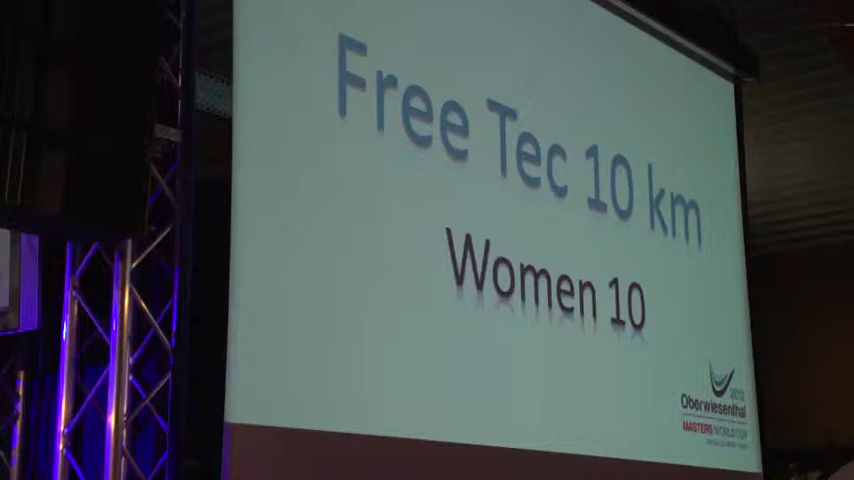 Free Tec 10 km
Women 10
2012
Oberwiesenthal
MASTERS WORLD CUP